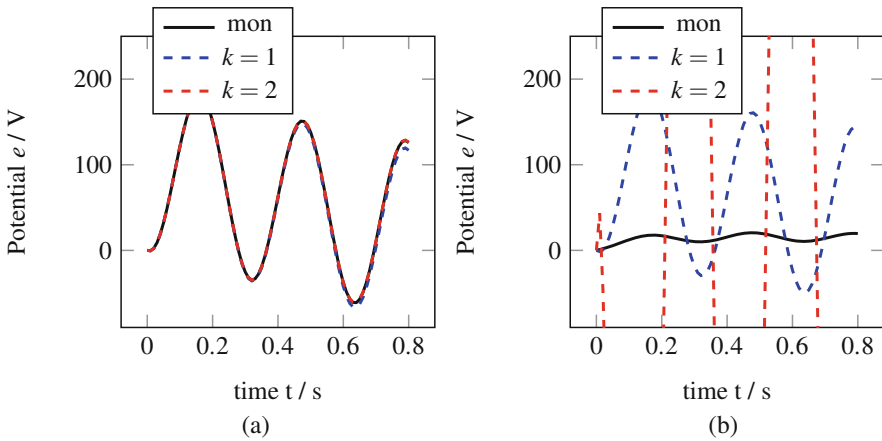 mon
k = 1
k = 2
200
100
0
Potential e / V
0
0.2
0.4
0.6
0.8
time t / s
(a)
mon
k = 1
k = 2
200
100
0
Potential e / V
0
0.2
0.4
0.6
0.8
time t / s
(b)